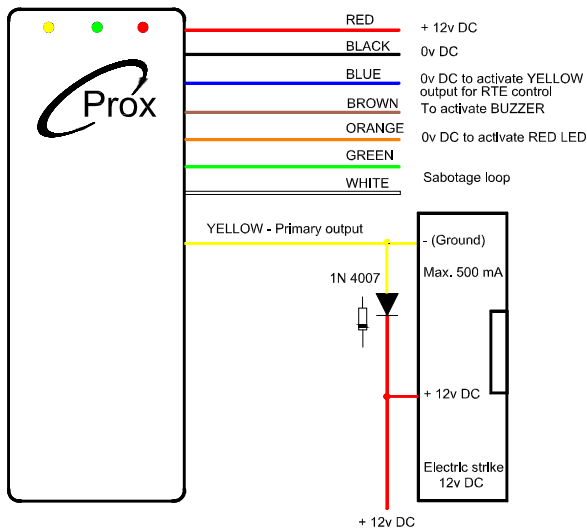 Prox
RED
+ 12v DC
BLACK
0v DC
BLUE
0v DC to activate YELLOW
output for RTE control
BROWN
To activate BUZZER
ORANGE
0v DC to activate RED LED
GREEN
WHITE
Sabotage loop
YELLOW - Primary output
- (Ground)
1N 4007
Max. 500 mA
+ 12v DC
Electric strike
12v DC
+ 12v DC